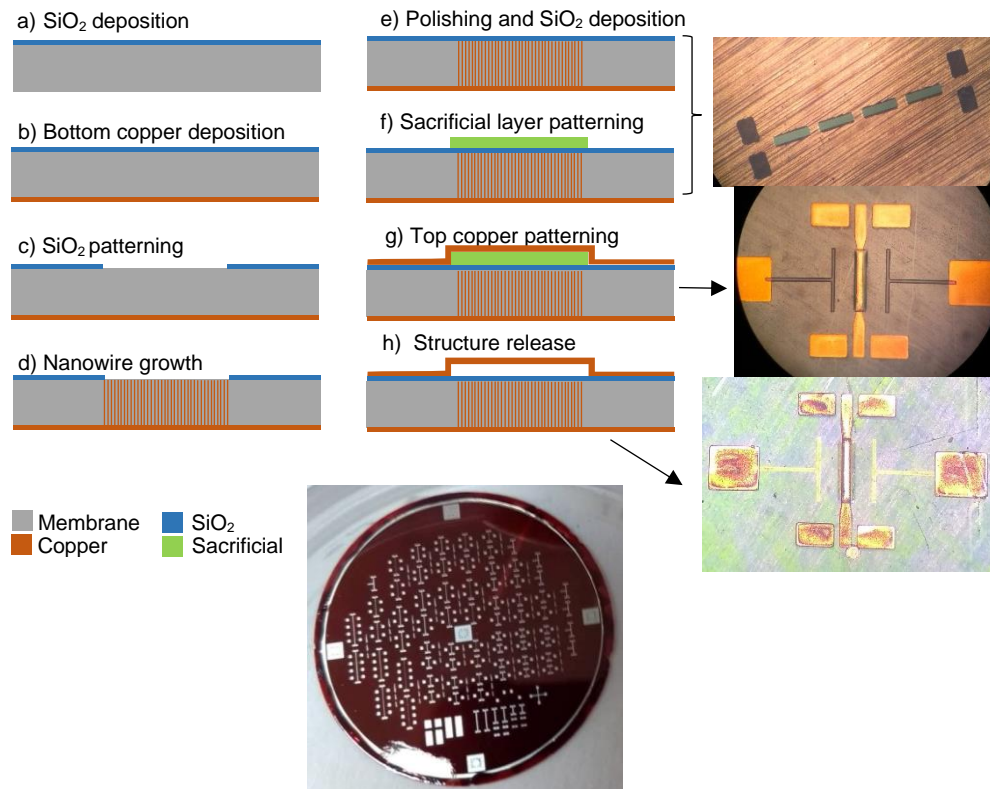 a) SiO₂ deposition
b) Bottom copper deposition
c) SiO₂ patterning
d) Nanowire growth
e) Polishing and SiO₂ deposition
f) Sacrificial layer patterning
g) Top copper patterning
h) Structure release
Membrane
SiO₂
Copper
Sacrificial